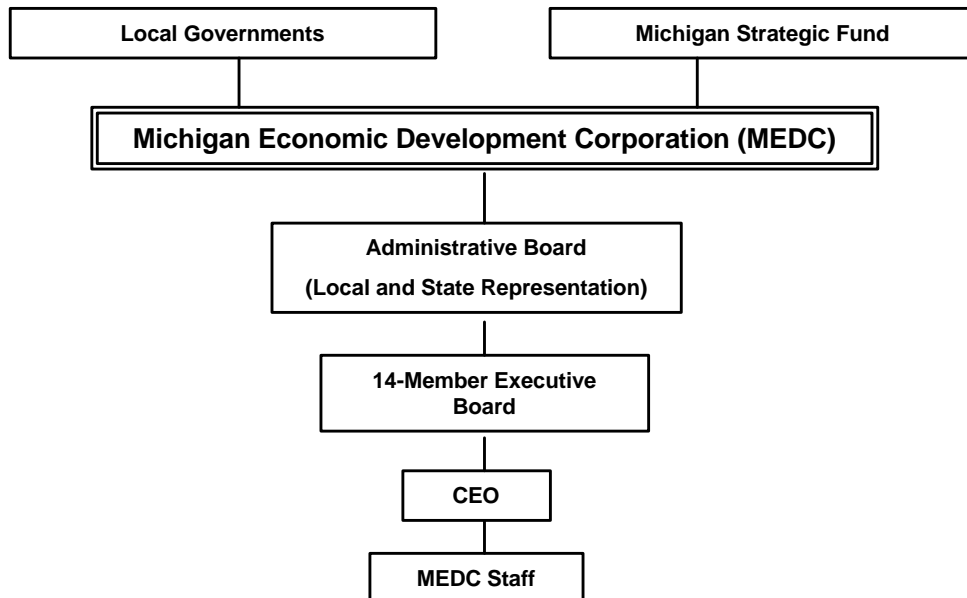 Local Governments
Michigan Strategic Fund
Michigan Economic Development Corporation (MEDC)
Administrative Board
(Local and State Representation)
14-Member Executive
Board
CEO
MEDC Staff